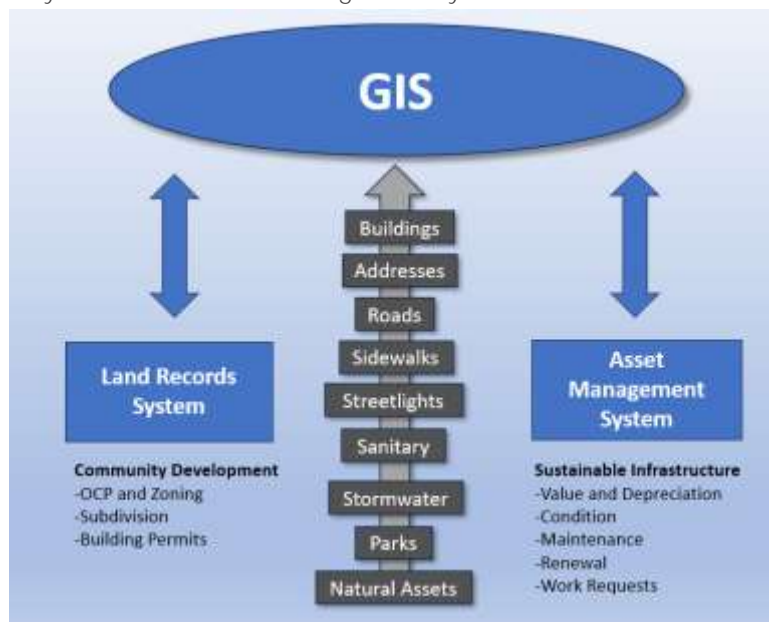 GIS
Buildings
Addresses
Roads
Sidewalks
Streetlights
Sanitary
Stormwater
Parks
Natural Assets
Land Records
System
Community Development
-OCP and Zoning
-Subdivision
-Building Permits
Asset
Management
System
Sustainable Infrastructure
-Value and Depreciation
-Condition
-Maintenance
-Renewal
-Work Requests